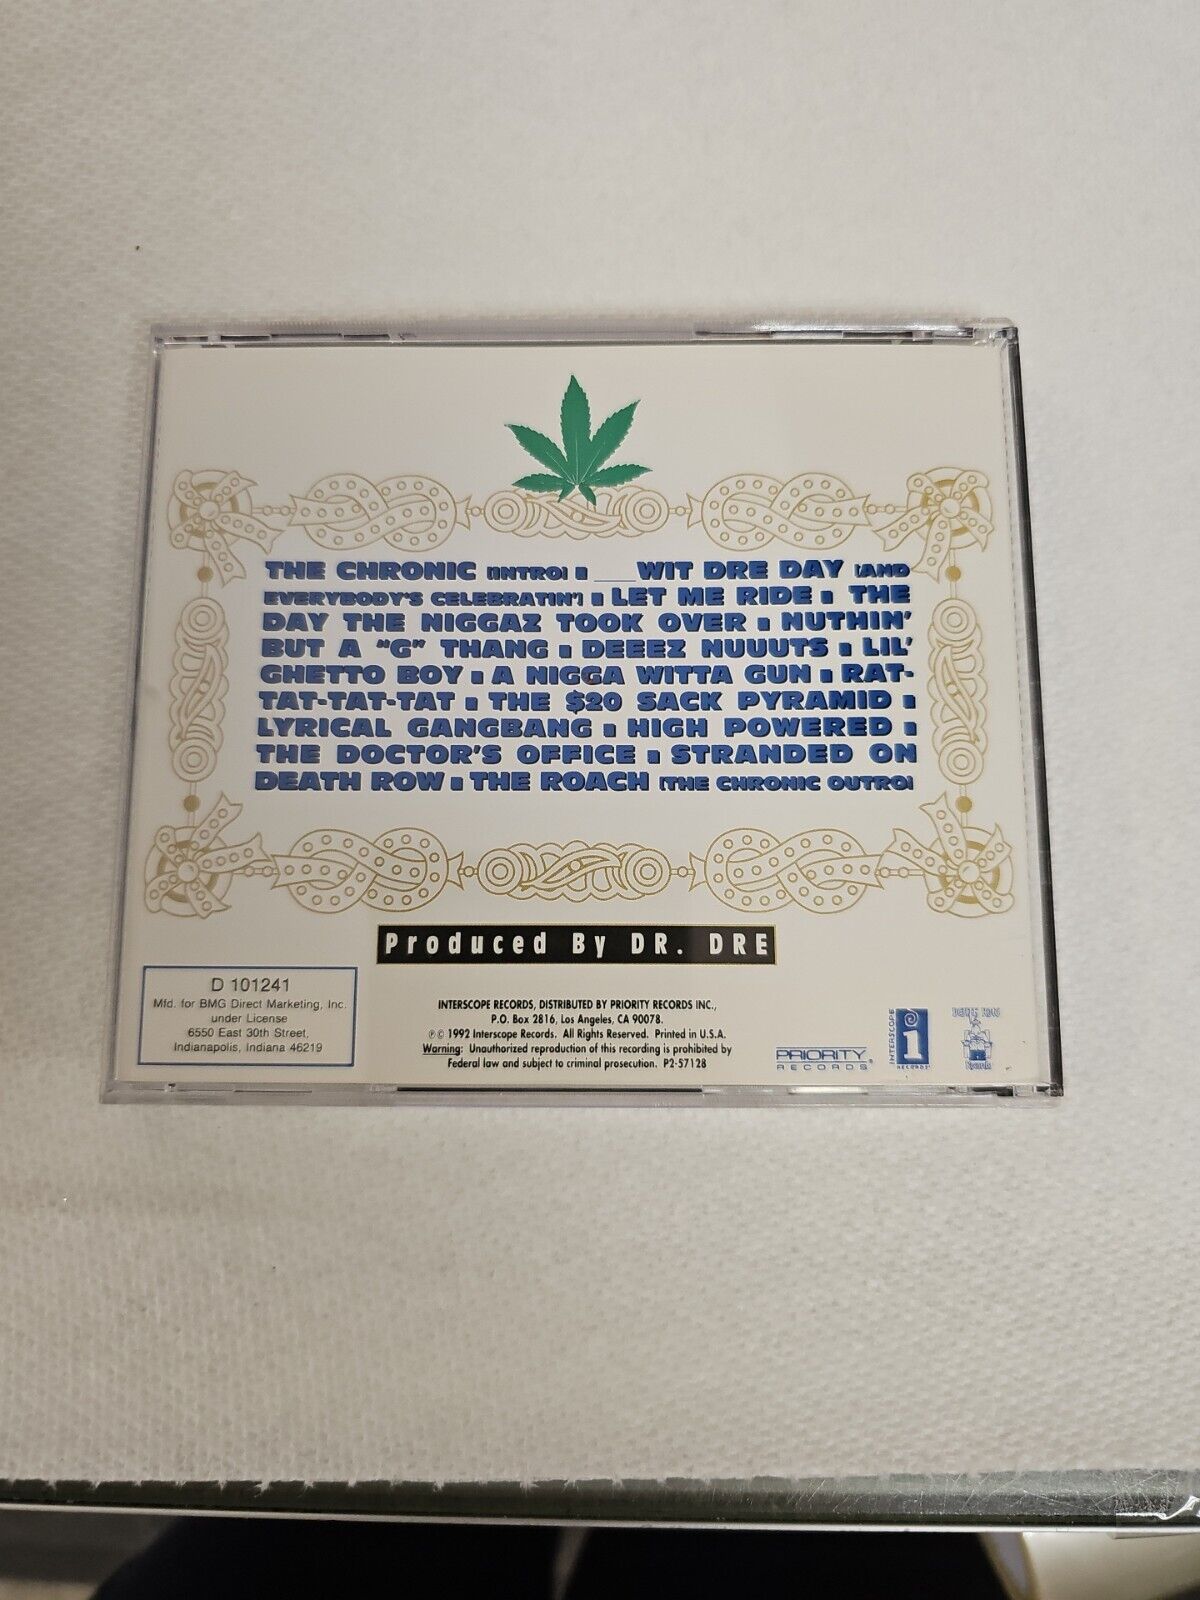 THE CHRONIC (INTRO) ▪ ___WIT DRE DAY (AND
EVERYBODY'S CELEBRATIN') ▪ LET ME RIDE ▪ THE
DAY THE NIGGAZ TOOK OVER ▪ NUTHIN'
BUT A "G" THANG ▪ DEEEZ NUUUTS ▪ LIL'
GHETTO BOY ▪ A NIGGA WITTA GUN ▪ RAT-
TAT-TAT-TAT ▪ THE $20 SACK PYRAMID ▪
LYRICAL GANGBANG ▪ HIGH POWERED ▪
THE DOCTOR'S OFFICE ▪ STRANDED ON
DEATH ROW ▪ THE ROACH (THE CHRONIC OUTRO)
Produced By DR. DRE
D 101241
Mfd. for BMG Direct Marketing, Inc.
under License
6550 East 30th Street,
Indianapolis, Indiana 46219
INTERSCOPE RECORDS, DISTRIBUTED BY PRIORITY RECORDS INC.,
P.O. Box 2816, Los Angeles, CA 90078.
℗ © 1992 Interscope Records. All Rights Reserved. Printed in U.S.A.
Warning: Unauthorized reproduction of this recording is prohibited by
Federal law and subject to criminal prosecution. P2-57128
PRIORITY
RECORDS®
INTERSCOPE
i
RECORDS
DEATH ROW
Records